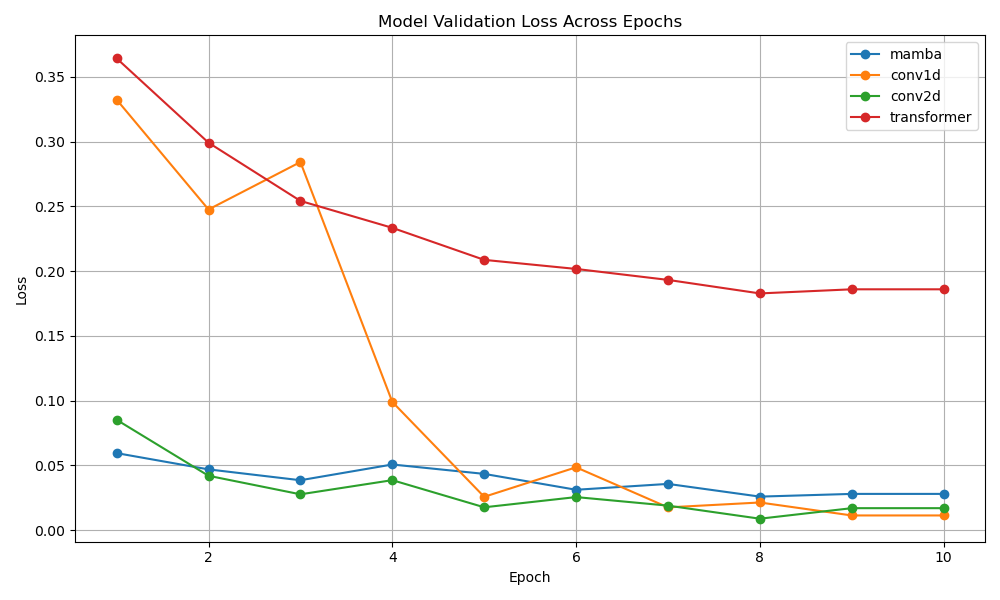 Model Validation Loss Across Epochs
mamba
conv1d
conv2d
transformer
0.35
0.30
0.25
0.20
0.15
0.10
0.05
0.00
Loss
2 4 6 8 10
Epoch